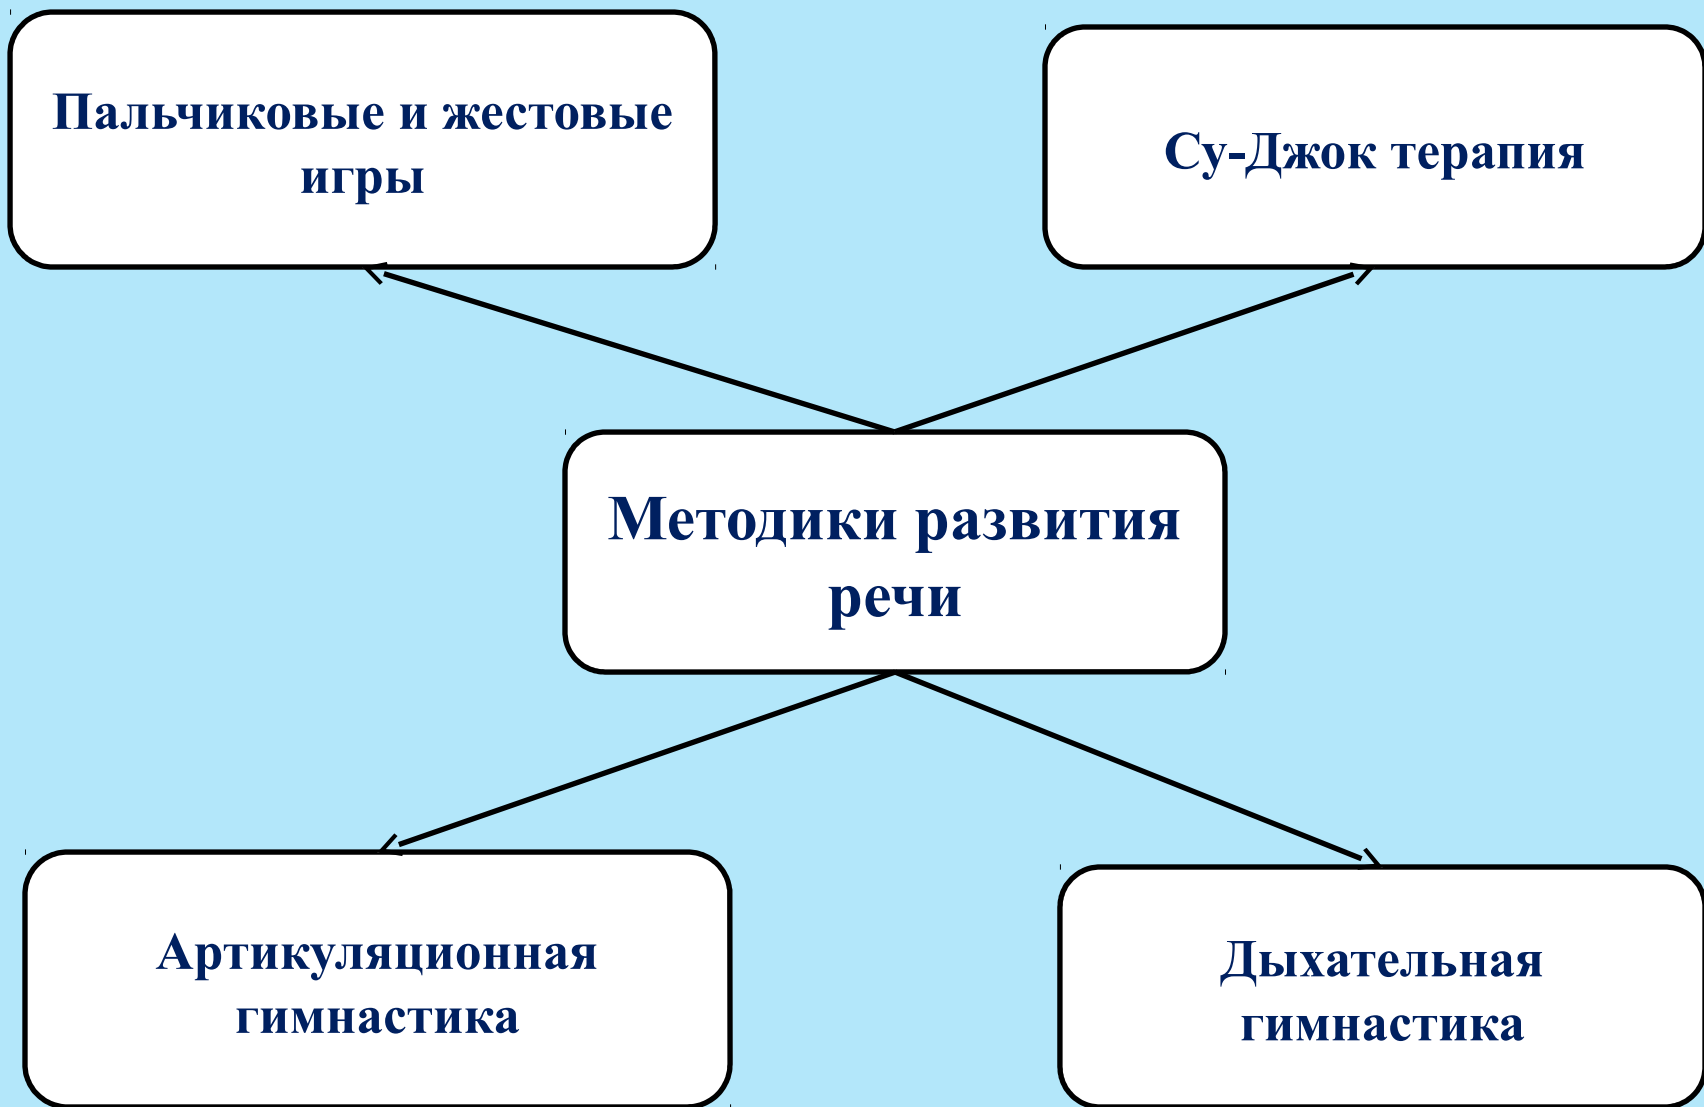 Пальчиковые и жестовые
игры
Су-Джок терапия
Методики развития
речи
Артикуляционная
гимнастика
Дыхательная
гимнастика